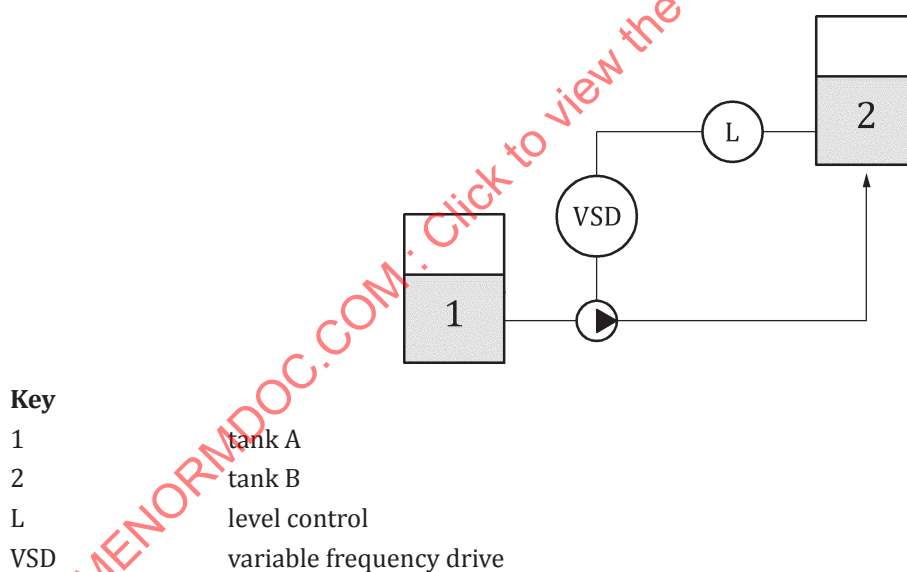 2
L
VSD
1
Key
1 tank A
2 tank B
L level control
VSD variable frequency drive
MENORMDOC.COM : Click to view the